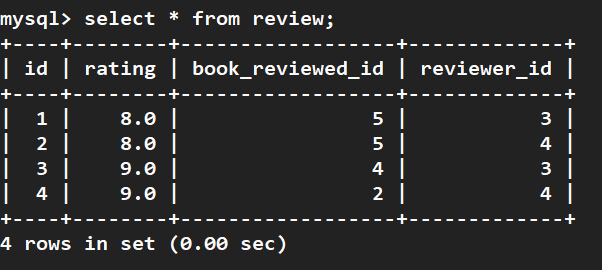 mysql> select * from review;
+----+--------+------------------+-------------+
| id | rating | book_reviewed_id | reviewer_id |
+----+--------+------------------+-------------+
|  1 |    8.0 |                5 |           3 |
|  2 |    8.0 |                5 |           4 |
|  3 |    9.0 |                4 |           3 |
|  4 |    9.0 |                2 |           4 |
+----+--------+------------------+-------------+
4 rows in set (0.00 sec)